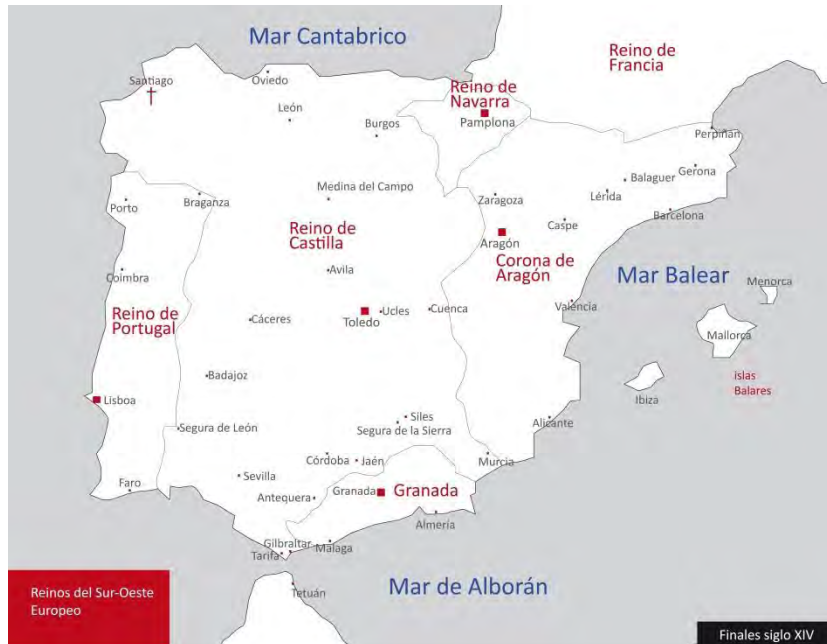 Mar Cantabrico
Reino de
Francia
Santiago
Oviedo
Reino de
Navarra
León
Burgos
Pamplona
Perpiñan
Gerona
Balaguer
Lérida
Barcelona
Medina del Campo
Zaragoza
Porto
Braganza
Reino de
Castilla
Caspe
Aragón
Corona de
Aragón
Mar Balear
Coimbra
Avila
Menorca
Reino de
Portugal
Cáceres
Toledo
Ucles
Cuenca
València
Mallorca
Badajoz
islas
Balares
Ibiza
Lisboa
Siles
Segura de la Sierra
Segura de León
Alicante
Córdoba
Jaén
Murcia
Sevilla
Faro
Antequera
Granada
Granada
Almería
Gilbraltar
Tarifa
Málaga
Mar de Alborán
Tetuán
Reinos del Sur-Oeste
Europeo
Finales siglo XIV